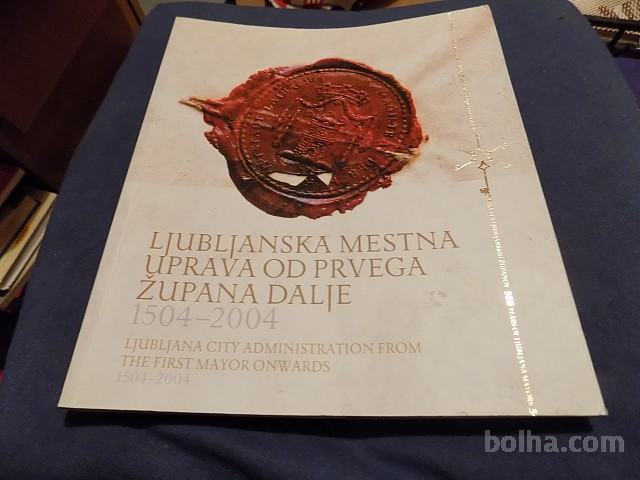 LJUBLJANSKA MESTNA
UPRAVA OD PRVEGA
ŽUPANA DALJE
1504–2004
LJUBLJANA CITY ADMINISTRATION FROM
THE FIRST MAYOR ONWARDS
1504–2004
bolha.com